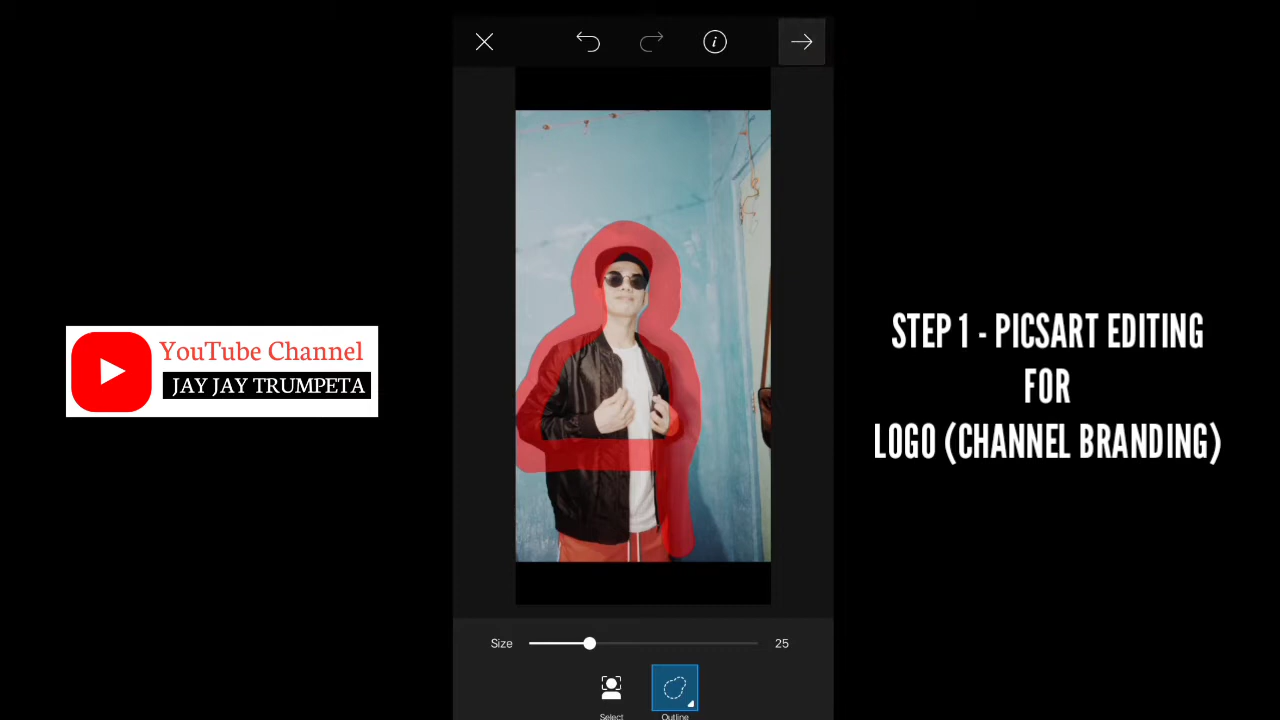 YouTube Channel
JAY JAY TRUMPETA
STEP 1 - PICSART EDITING
FOR
LOGO (CHANNEL BRANDING)
Size
25
Select
Outline